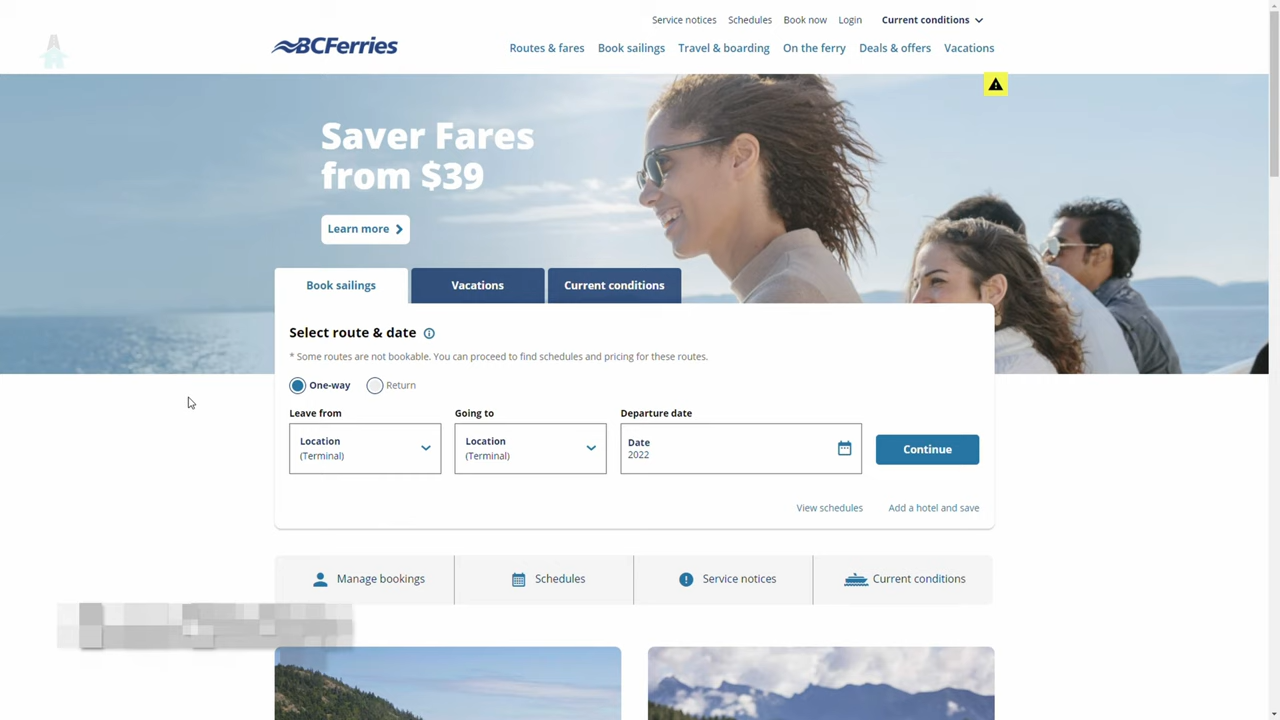 Service notices Schedules Book now Login Current conditions
BCFerries
Routes & fares Book sailings Travel & boarding On the ferry Deals & offers Vacations
Saver Fares
from $39
Learn more
Book sailings Vacations Current conditions
Select route & date
* Some routes are not bookable. You can proceed to find schedules and pricing for these routes.
One-way Return
Leave from Going to Departure date
Location Location Date
(Terminal) (Terminal) 2022
Continue
View schedules Add a hotel and save
Manage bookings Schedules Service notices Current conditions